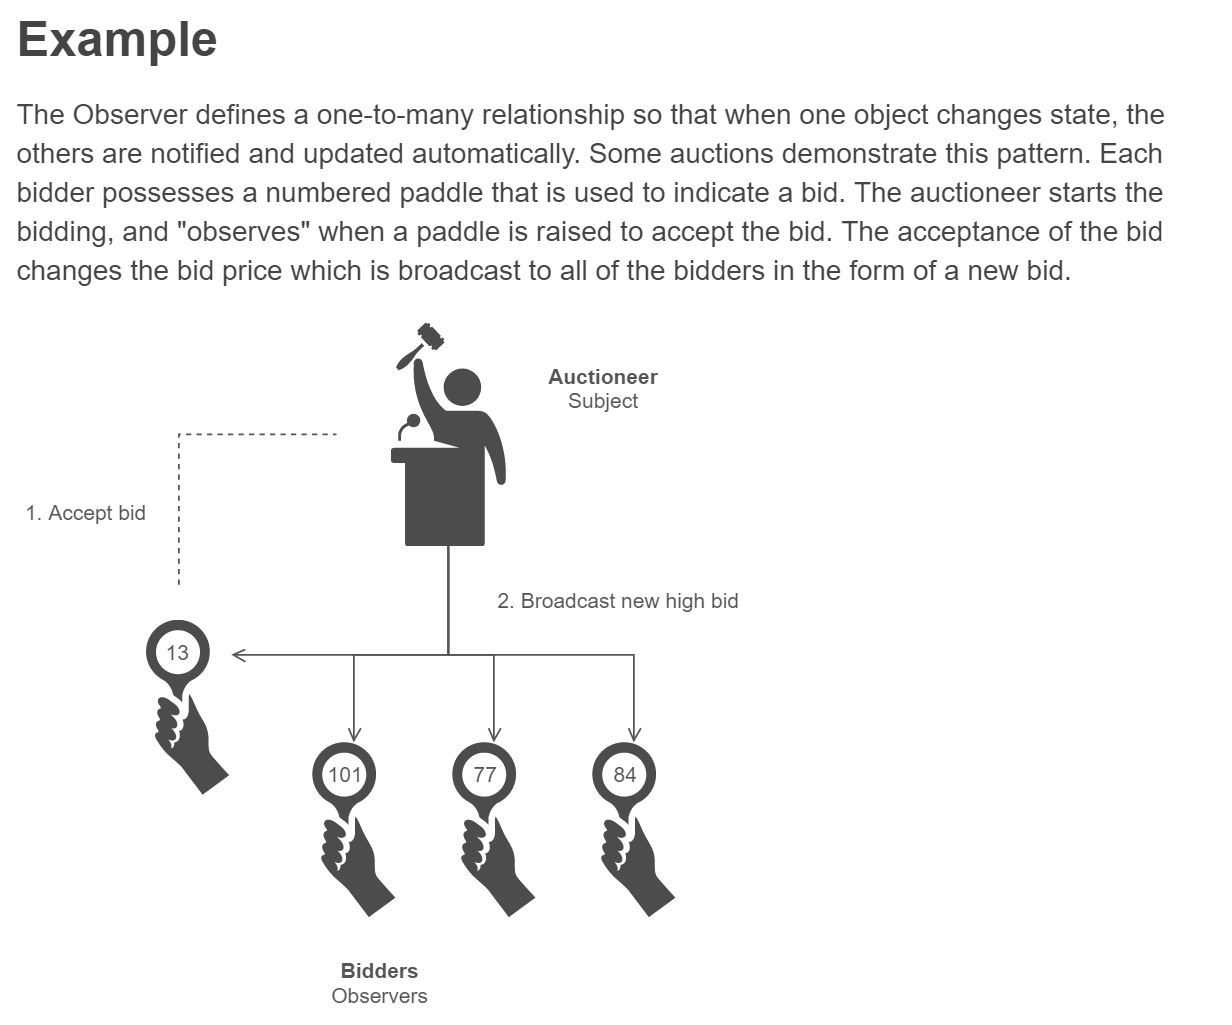 Example
The Observer defines a one-to-many relationship so that when one object changes state, the
others are notified and updated automatically. Some auctions demonstrate this pattern. Each
bidder possesses a numbered paddle that is used to indicate a bid. The auctioneer starts the
bidding, and "observes" when a paddle is raised to accept the bid. The acceptance of the bid
changes the bid price which is broadcast to all of the bidders in the form of a new bid.
Auctioneer
Subject
1. Accept bid
2. Broadcast new high bid
13
101
77
84
Bidders
Observers